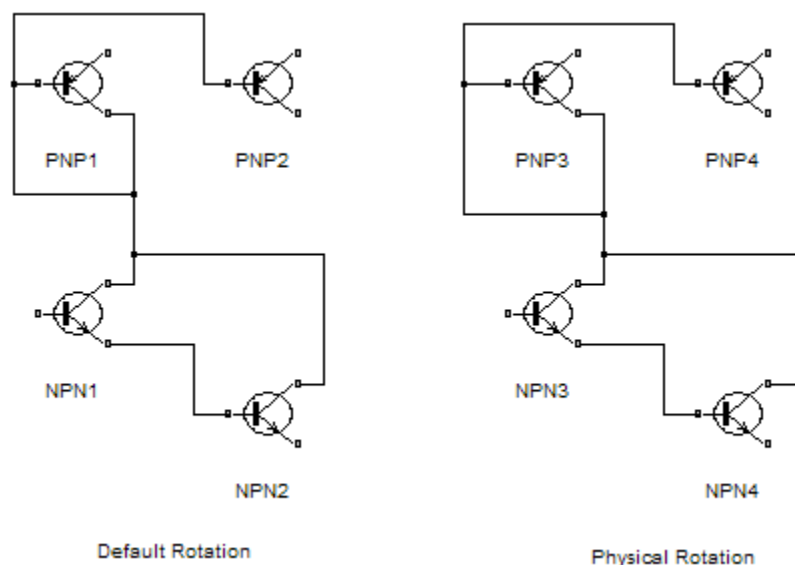 PNP1 PNP2 PNP3 PNP4
NPN1 NPN3
NPN2 NPN4
Default Rotation Physical Rotation